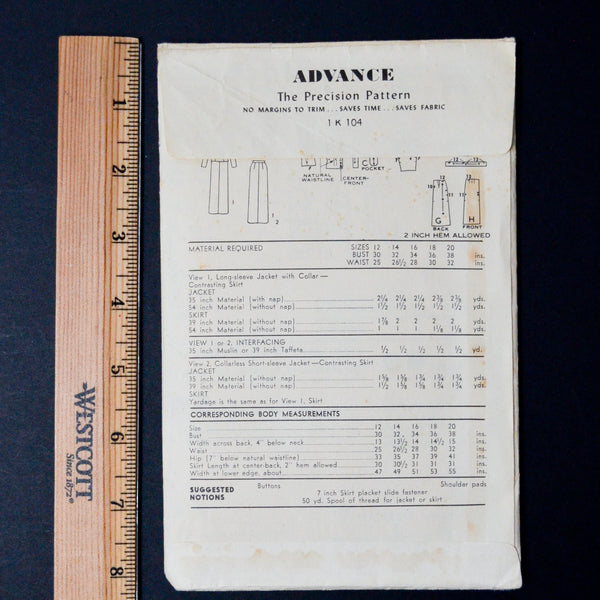 ADVANCE
The Precision Pattern
NO MARGINS TO TRIM...SAVES TIME...SAVES FABRIC
1 K 104
NATURAL WAISTLINE
CENTER-FRONT
POCKET
C
1
2
12
12
10
11
12
11
G
H
BACK
FRONT
2 INCH HEM ALLOWED
MATERIAL REQUIRED SIZES 12 14 16 18 20
BUST 30 32 34 36 38 ins.
WAIST 25 26½ 28 30 32 ins.
View 1, Long-sleeve Jacket with Collar—
Contrasting Skirt
JACKET
35 inch Material (with nap) 2¼ 2¼ 2¼ 2⅜ 2⅜ yds.
54 inch Material (without nap) 1½ 1½ 1½ 1½ 1½ yds.
SKIRT
39 inch Material (without nap) 1⅞ 2 2 2 2 yds.
54 inch Material (without nap) 1 1 1 1⅛ 1⅛ yds.
VIEW 1 or 2, INTERFACING
35 inch Muslin or 39 inch Taffeta ½ ½ ½ ½ ½ yd.
View 2, Collarless Short-sleeve Jacket—Contrasting Skirt
JACKET
35 inch Material (without nap) 1⅝ 1⅝ 1¾ 1¾ 1¾ yds.
39 inch Material (without nap) 1½ 1⅝ 1⅝ 1¾ 1¾ yds.
SKIRT
Yardage is the same as for View 1, Skirt
CORRESPONDING BODY MEASUREMENTS
Size 12 14 16 18 20
Bust 30 32 34 36 38 ins.
Width across back, 4" below neck 13 13½ 14 14½ 15 ins.
Waist 25 26½ 28 30 32 ins.
Hip (7" below natural waistline) 33 35 37 39 41 ins.
Skirt Length at center-back, 2" hem allowed 30 30½ 31 31 31 ins.
Width at lower edge, about 47 49 51 53 55 ins.
SUGGESTED NOTIONS
Buttons Shoulder pads
7 inch Skirt placket slide fastener
50 yd. Spool of thread for jacket or skirt
1
2
3
4
5
6
7
8
WESTCOTT
Since 1872
®